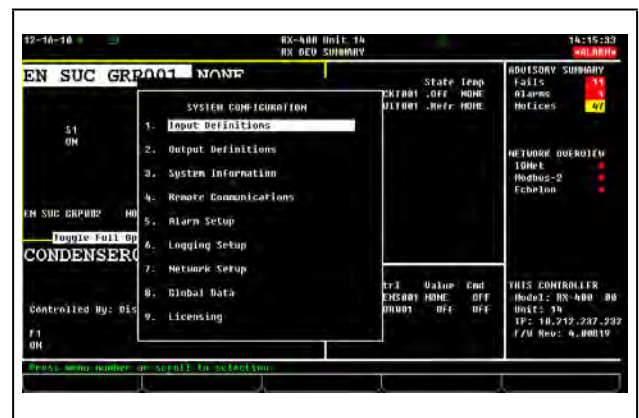 12-16-10
RX-400 Unit: 14
14:15:33
RX DEV SUMMARY
*ALARM*
EN SUC GRP001 NONE
State Temp
CKT001 .Off NONE
.Refr NONE
S1
ON
ADVISORY SUMMARY
Fails 11
Alarms
Notices 47
NETWORK OVERVIEW
IONet
Modbus-2
Echelon
SYSTEM CONFIGURATION
1. Input Definitions
2. Output Definitions
3. System Information
4. Remote Communications
5. Alarm Setup
6. Logging Setup
7. Network Setup
8. Global Data
9. Licensing
EN SUC GRP002 NO
Toggle Full Op
CONDENSERC
Controlled By: Dis
F1
ON
trl Value Cmd
ENS001 NONE OFF
OFF OFF
THIS CONTROLLER
Model: RX-400 00
Unit: 14
IP: 10.212.237.232
F/W Rev: 4.00B19
Press menu number or scroll to selection